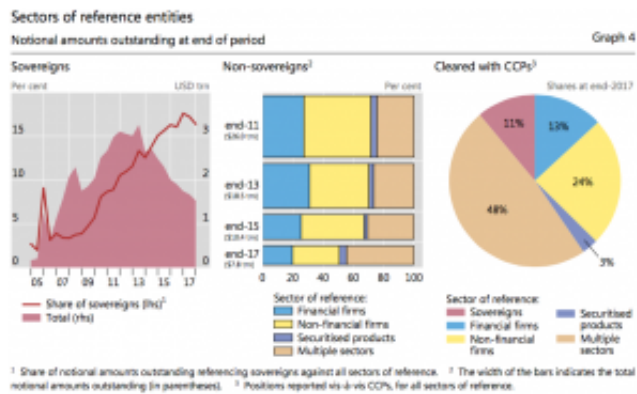 Sectors of reference entities
Notional amounts outstanding at end of period
Graph 4
Sovereigns
Non-sovereigns²
Cleared with CCPs³
Per cent
USD trn
Per cent
Shares at end-2017
15
10
5
0
3
2
1
0
05 07 09 11 13 15 17
Share of sovereigns (lhs)¹
Total (rhs)
end-11
end-13
end-15
end-17
0 20 40 60 80 100
Sector of reference:
Financial firms
Non-financial firms
Securitised products
Multiple sectors
11%
13%
24%
3%
48%
Sector of reference:
Sovereigns
Financial firms
Non-financial
firms
Securitised
products
Multiple
sectors
¹ Share of notional amounts outstanding referencing sovereigns against all sectors of reference. ² The width of the bars indicates the total
notional amounts outstanding (in parentheses). ³ Positions reported vis-à-vis CCPs, for all sectors of reference.